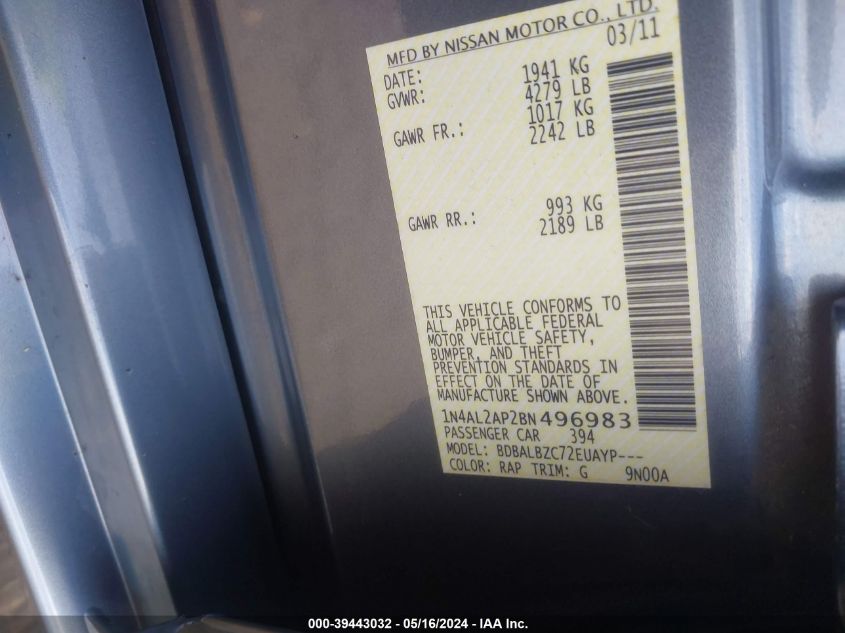 MFD BY NISSAN MOTOR CO., LTD.
DATE: 03/11
GVWR: 1941 KG
4279 LB
GAWR FR.: 1017 KG
2242 LB
GAWR RR.: 993 KG
2189 LB
THIS VEHICLE CONFORMS TO
ALL APPLICABLE FEDERAL
MOTOR VEHICLE SAFETY,
BUMPER, AND THEFT
PREVENTION STANDARDS IN
EFFECT ON THE DATE OF
MANUFACTURE SHOWN ABOVE.
1N4AL2AP2BN496983
PASSENGER CAR 394
MODEL: BDBALBZC72EUAYP---
COLOR: RAP TRIM: G 9N00A
000-39443032 - 05/16/2024 - IAA Inc.